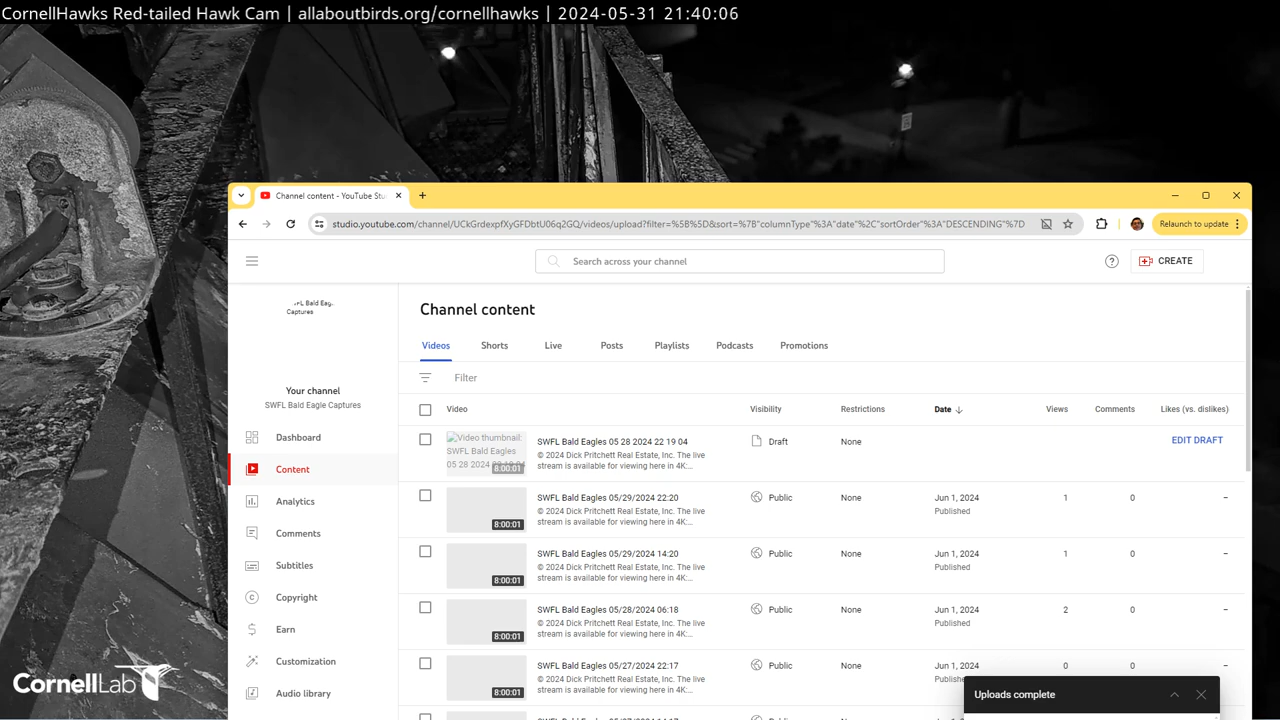 CornellHawks Red-tailed Hawk Cam | allaboutbirds.org/cornellhawks | 2024-05-31 21:40:06
Channel content - YouTube Stu
studio.youtube.com/channel/UCkGrdexpfXyGFDbtU06q2GQ/videos/upload?filter=%5B%5D&sort=%7B"columnType"%3A"date"%2C"sortOrder"%3A"DESCENDING"%7D
Relaunch to update
Search across your channel
CREATE
SWFL Bald Eag.
Captures
Your channel
SWFL Bald Eagle Captures
Dashboard
Content
Analytics
Comments
Subtitles
Copyright
Earn
Customization
Audio library
Channel content
Videos Shorts Live Posts Playlists Podcasts Promotions
Filter
Video Visibility Restrictions Date Views Comments Likes (vs. dislikes)
Video thumbnail:
SWFL Bald Eagles
05 28 2024
8:00:01
SWFL Bald Eagles 05 28 2024 22 19 04
© 2024 Dick Pritchett Real Estate, Inc. The live
stream is available for viewing here in 4K:...
Draft None EDIT DRAFT
8:00:01
SWFL Bald Eagles 05/29/2024 22:20
© 2024 Dick Pritchett Real Estate, Inc. The live
stream is available for viewing here in 4K:...
Public None Jun 1, 2024 1 0 –
Published
8:00:01
SWFL Bald Eagles 05/29/2024 14:20
© 2024 Dick Pritchett Real Estate, Inc. The live
stream is available for viewing here in 4K:...
Public None Jun 1, 2024 1 0 –
Published
8:00:01
SWFL Bald Eagles 05/28/2024 06:18
© 2024 Dick Pritchett Real Estate, Inc. The live
stream is available for viewing here in 4K:...
Public None Jun 1, 2024 2 0 –
Published
8:00:01
SWFL Bald Eagles 05/27/2024 22:17
© 2024 Dick Pritchett Real Estate, Inc. The live
stream is available for viewing here in 4K:...
Public None Jun 1, 2024 0 0 –
Uploads complete
CornellLab